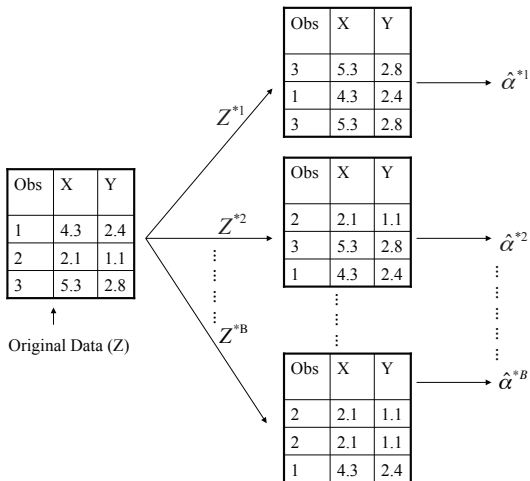 Obs X Y
3 5.3 2.8
1 4.3 2.4
3 5.3 2.8
Z*1
α̂*1
Obs X Y
1 4.3 2.4
2 2.1 1.1
3 5.3 2.8
Original Data (Z)
Z*2
Obs X Y
2 2.1 1.1
3 5.3 2.8
1 4.3 2.4
α̂*2
Z*B
Obs X Y
2 2.1 1.1
2 2.1 1.1
1 4.3 2.4
α̂*B